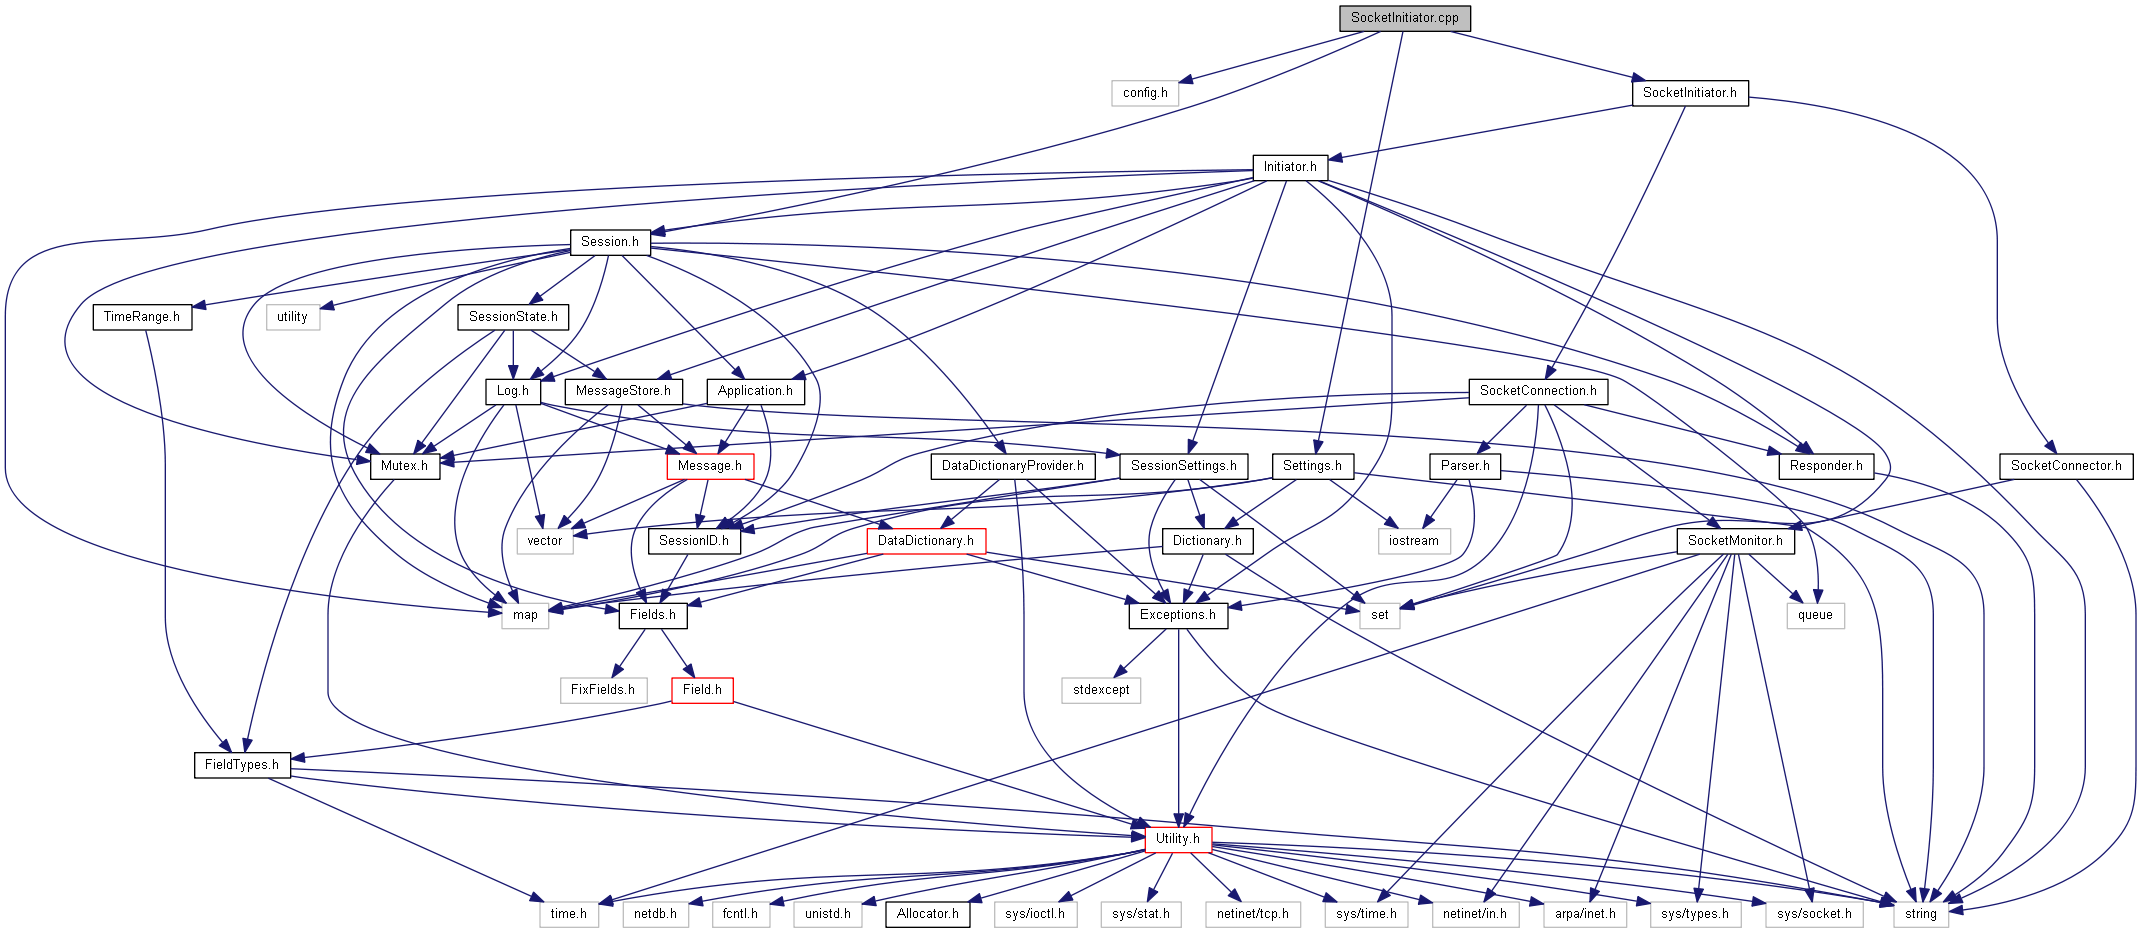 SocketInitiator.cpp
config.h
SocketInitiator.h
Initiator.h
Session.h
TimeRange.h
utility
SessionState.h
Log.h
MessageStore.h
Application.h
SocketConnection.h
Mutex.h
Message.h
DataDictionaryProvider.h
SessionSettings.h
Settings.h
Parser.h
Responder.h
SocketConnector.h
vector
SessionID.h
DataDictionary.h
Dictionary.h
iostream
SocketMonitor.h
map
Fields.h
Exceptions.h
set
queue
FixFields.h
Field.h
stdexcept
FieldTypes.h
Utility.h
time.h
netdb.h
fcntl.h
unistd.h
Allocator.h
sys/ioctl.h
sys/stat.h
netinet/tcp.h
sys/time.h
netinet/in.h
arpa/inet.h
sys/types.h
sys/socket.h
string